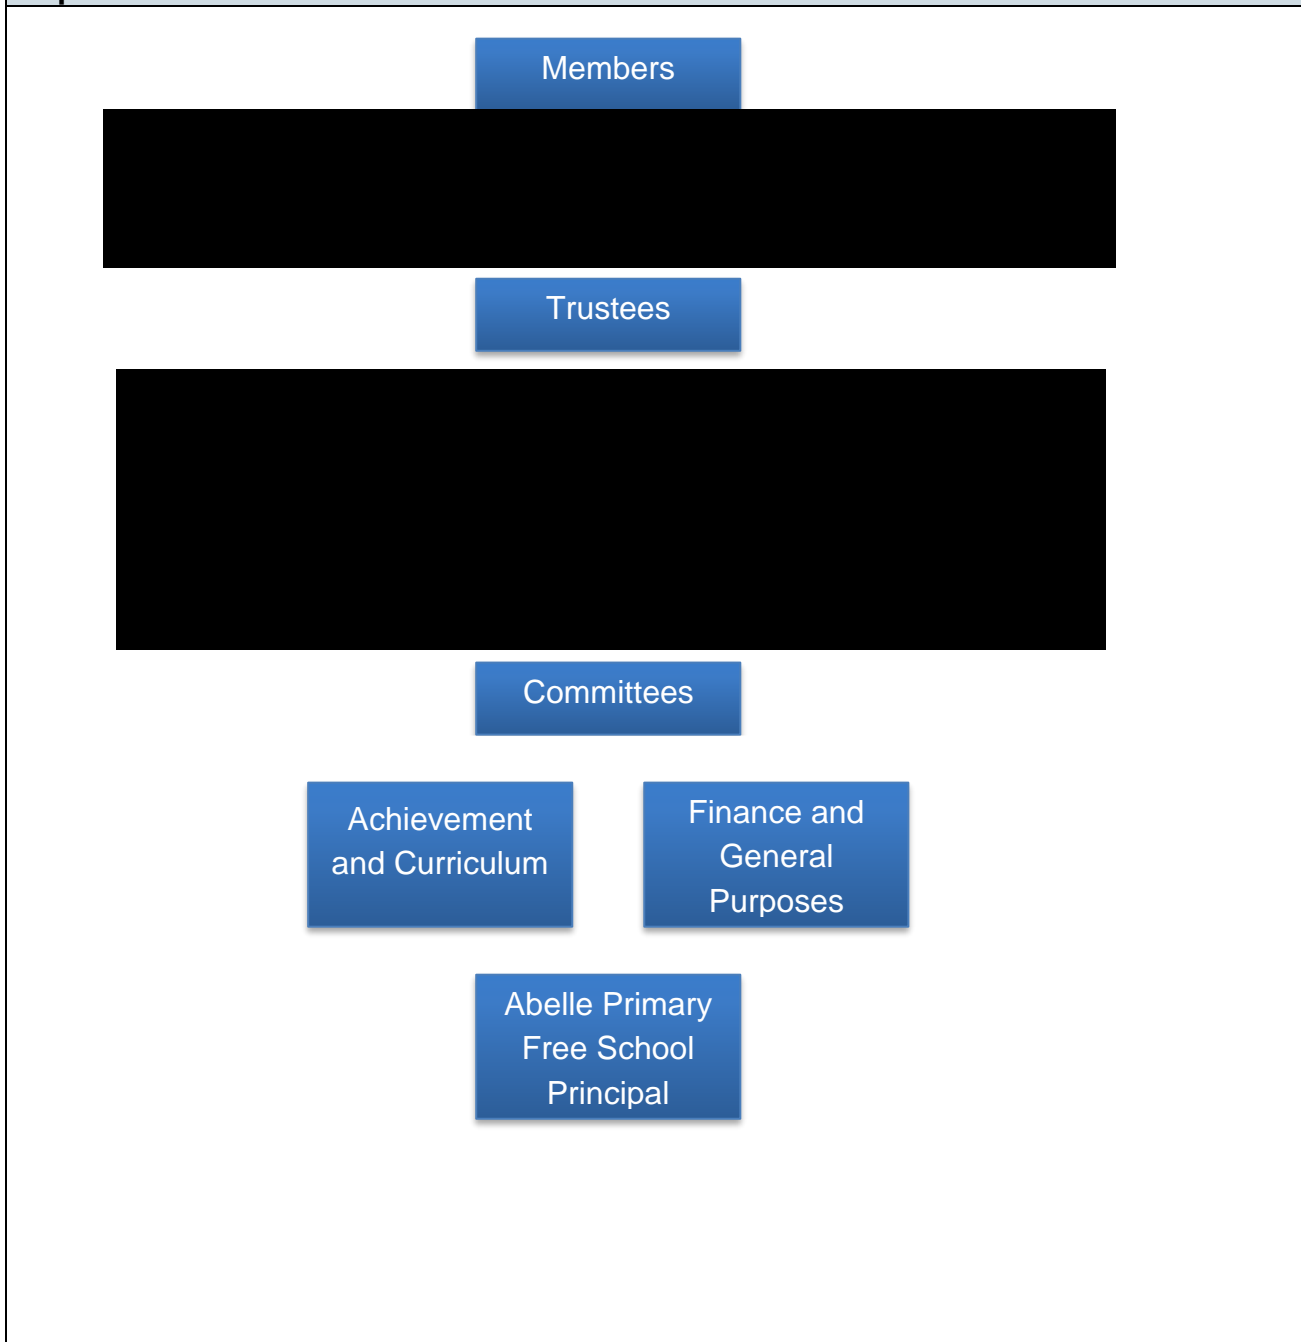 Members
Trustees
Committees
Achievement
and Curriculum
Finance and
General
Purposes
Abelle Primary
Free School
Principal